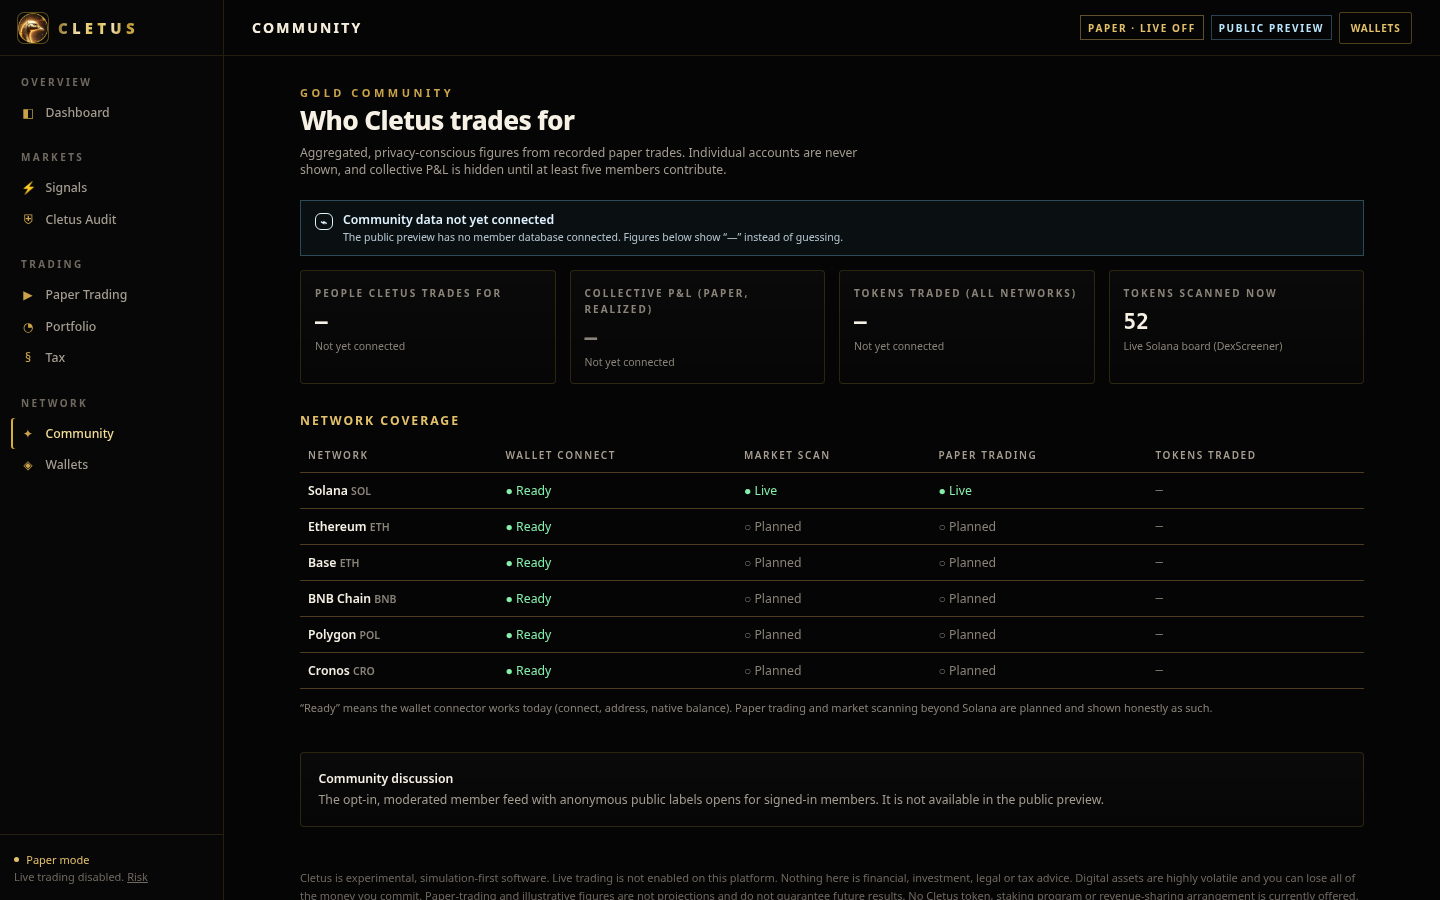 CLETUS
COMMUNITY
PAPER · LIVE OFF
PUBLIC PREVIEW
WALLETS
OVERVIEW
Dashboard
MARKETS
Signals
Cletus Audit
TRADING
Paper Trading
Portfolio
§ Tax
NETWORK
Community
Wallets
Paper mode
Live trading disabled. Risk
GOLD COMMUNITY
Who Cletus trades for
Aggregated, privacy-conscious figures from recorded paper trades. Individual accounts are never
shown, and collective P&L is hidden until at least five members contribute.
Community data not yet connected
The public preview has no member database connected. Figures below show “—” instead of guessing.
PEOPLE CLETUS TRADES FOR
—
Not yet connected
COLLECTIVE P&L (PAPER,
REALIZED)
—
Not yet connected
TOKENS TRADED (ALL NETWORKS)
—
Not yet connected
TOKENS SCANNED NOW
52
Live Solana board (DexScreener)
NETWORK COVERAGE
NETWORK WALLET CONNECT MARKET SCAN PAPER TRADING TOKENS TRADED
Solana SOL ● Ready ● Live ● Live —
Ethereum ETH ● Ready ○ Planned ○ Planned —
Base ETH ● Ready ○ Planned ○ Planned —
BNB Chain BNB ● Ready ○ Planned ○ Planned —
Polygon POL ● Ready ○ Planned ○ Planned —
Cronos CRO ● Ready ○ Planned ○ Planned —
“Ready” means the wallet connector works today (connect, address, native balance). Paper trading and market scanning beyond Solana are planned and shown honestly as such.
Community discussion
The opt-in, moderated member feed with anonymous public labels opens for signed-in members. It is not available in the public preview.
Cletus is experimental, simulation-first software. Live trading is not enabled on this platform. Nothing here is financial, investment, legal or tax advice. Digital assets are highly volatile and you can lose all of
the money you commit. Paper-trading and illustrative figures are not projections and do not guarantee future results. No Cletus token, staking program or revenue-sharing arrangement is currently offered.